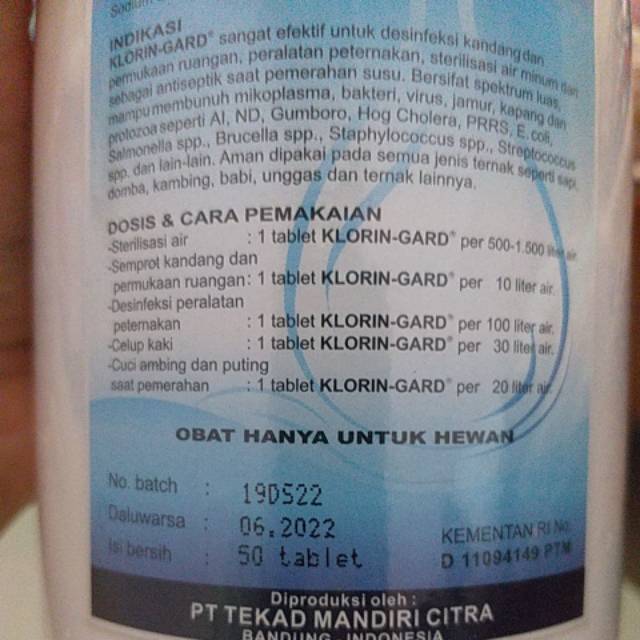 Sodium
INDIKASI
KLORIN-GARD® sangat efektif untuk desinfeksi kandang dan
permukaan ruangan, peralatan peternakan, sterilisasi air minum dan
sebagai antiseptik saat pemerahan susu. Bersifat spektrum luas,
mampu membunuh mikoplasma, bakteri, virus, jamur, kapang dan
protozoa seperti AI, ND, Gumboro, Hog Cholera, PRRS, E. coli,
Salmonella spp., Brucella spp., Staphylococcus spp., Streptococcus
spp. dan lain-lain. Aman dipakai pada semua jenis ternak seperti sapi,
domba, kambing, babi, unggas dan ternak lainnya.
DOSIS & CARA PEMAKAIAN
-Sterilisasi air : 1 tablet KLORIN-GARD® per 500-1.500 liter air.
-Semprot kandang dan
permukaan ruangan: 1 tablet KLORIN-GARD® per 10 liter air.
-Desinfeksi peralatan
peternakan : 1 tablet KLORIN-GARD® per 100 liter air.
-Celup kaki : 1 tablet KLORIN-GARD® per 30 liter air.
-Cuci ambing dan puting
saat pemerahan : 1 tablet KLORIN-GARD® per 20 liter air.
OBAT HANYA UNTUK HEWAN
No. batch : 19D522
Daluwarsa : 06.2022
Isi bersih : 50 tablet
KEMENTAN RI No.
D 11094149 PTM
Diproduksi oleh :
PT TEKAD MANDIRI CITRA
BANDUNG, INDONESIA